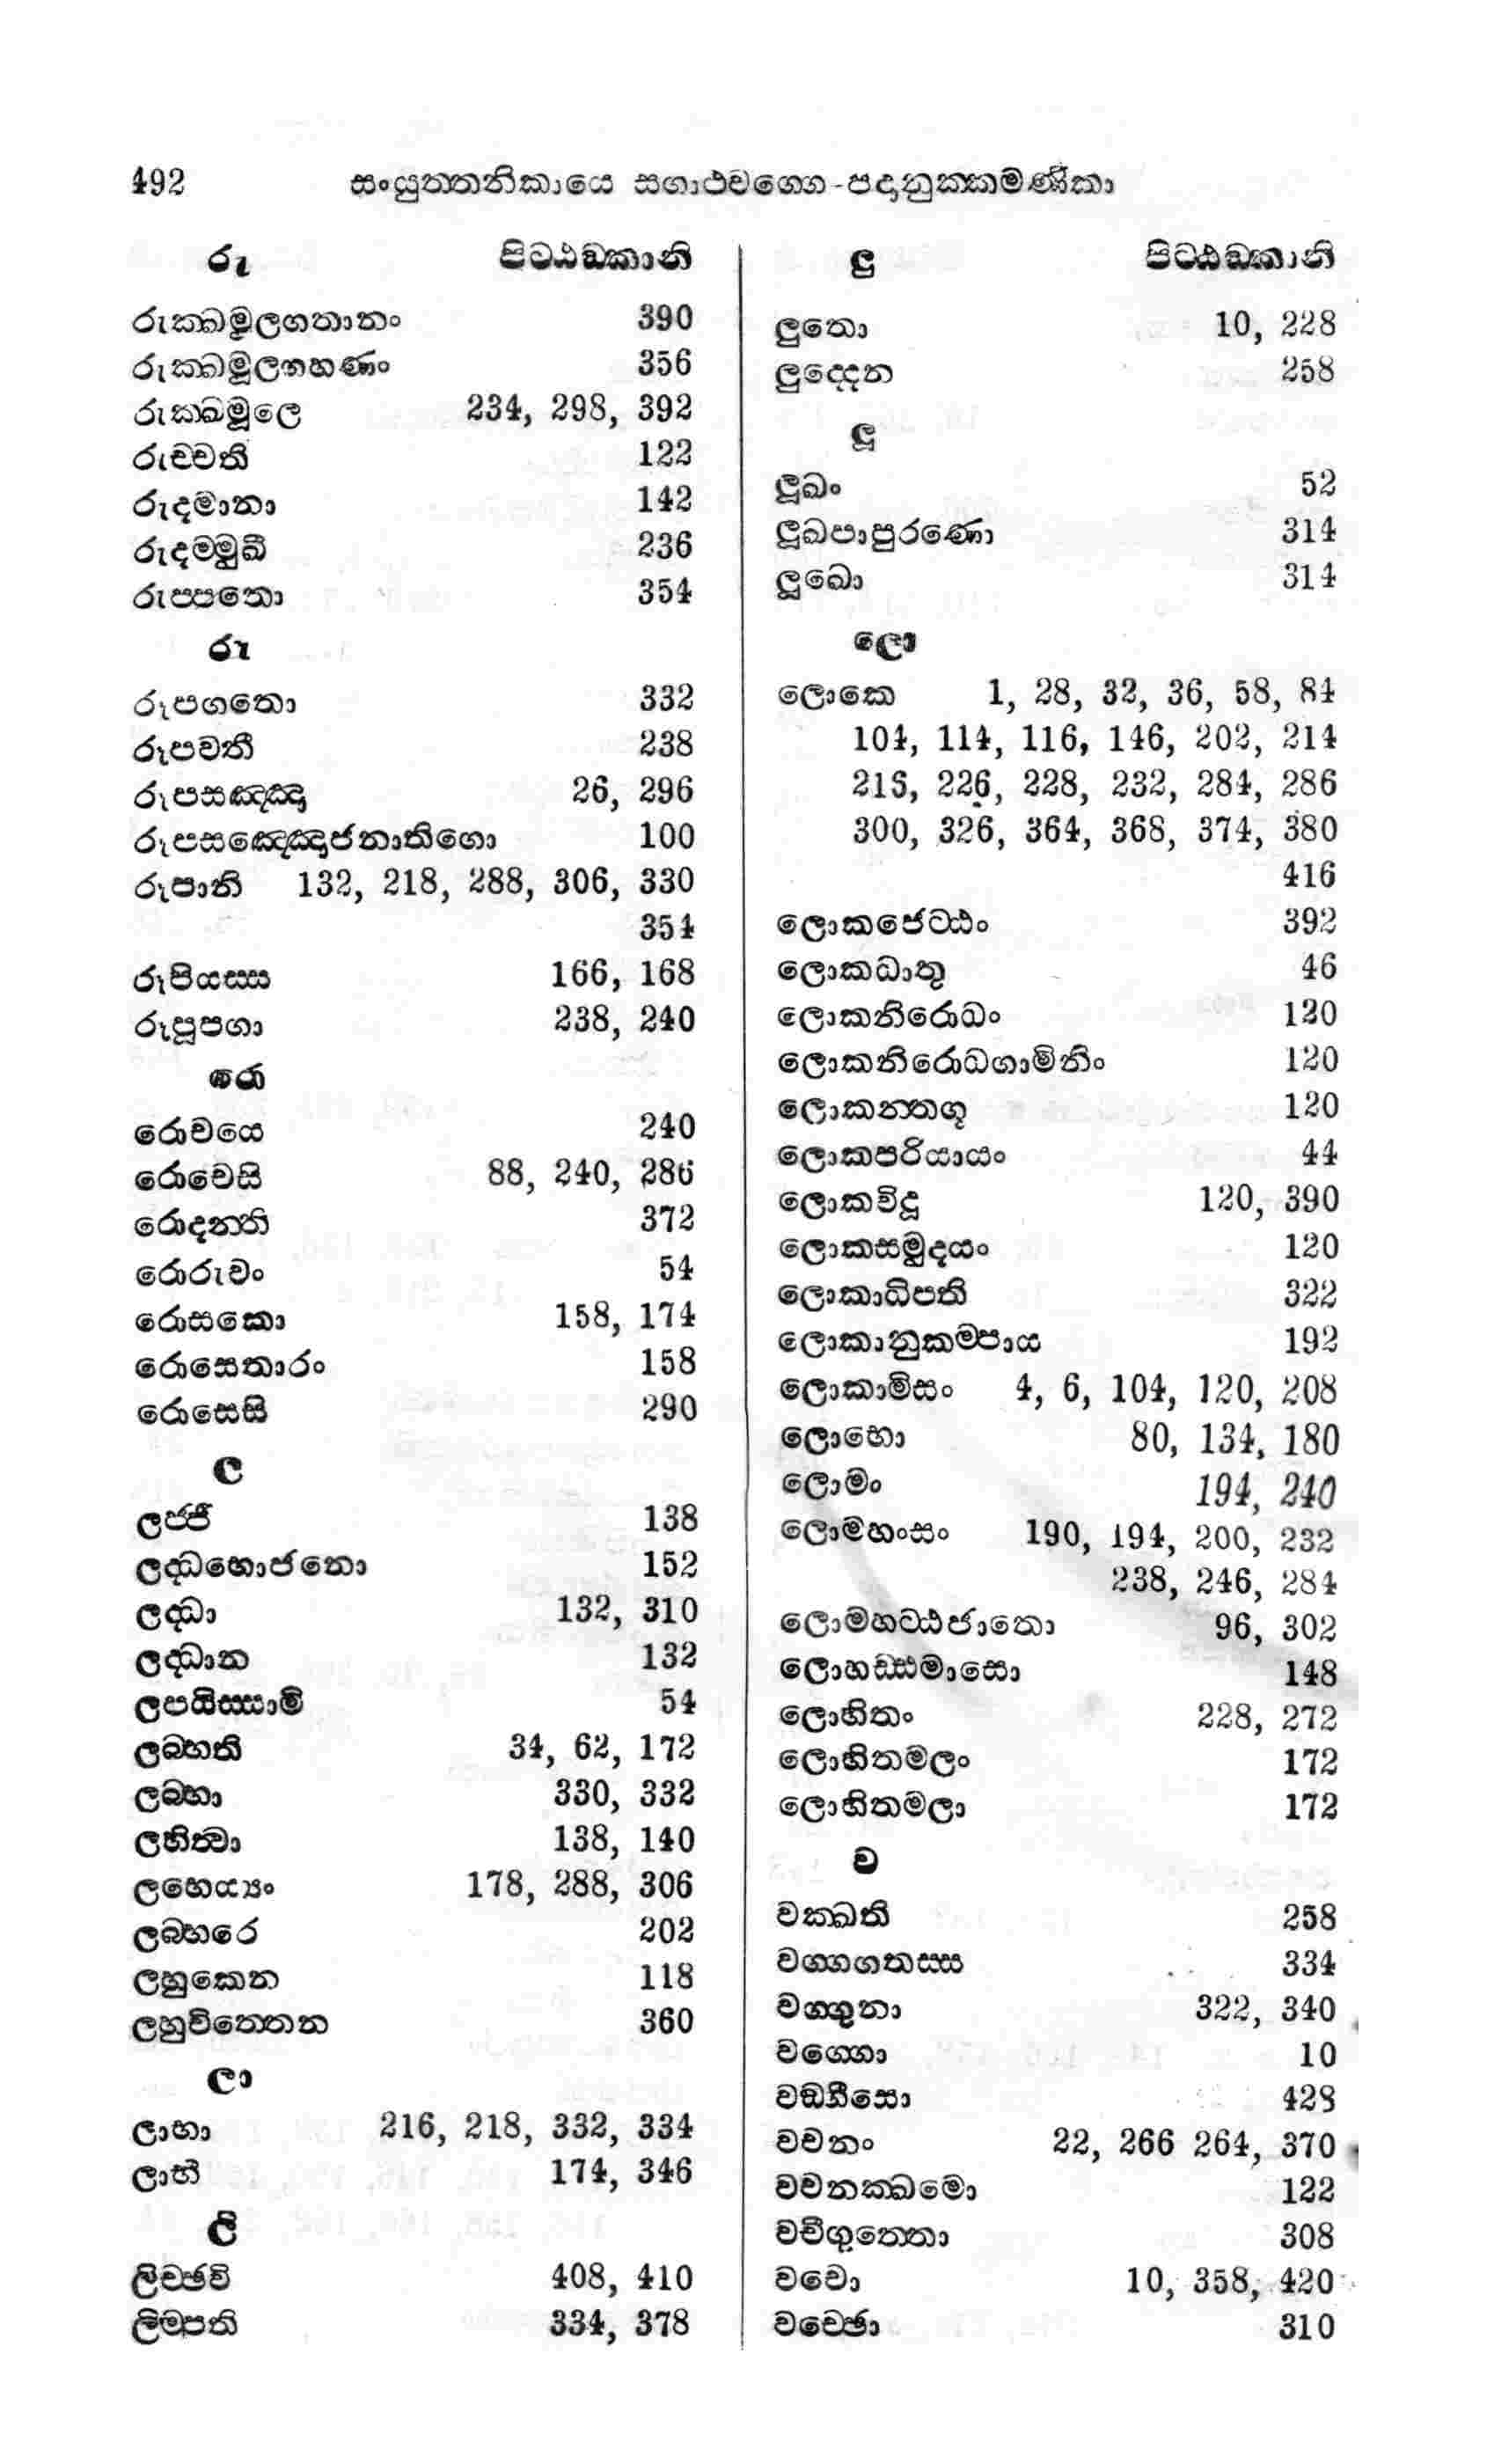 492 සංයුත්තනිකායෙ සගාථවග්ගෙ - පදානුක්කමණිකා
රු පිට්ඨඞ්කානි
රුක්ඛමූලගතානං 390
රුක්ඛමූලගහණං 356
රුක්ඛමූලෙ 234, 298, 392
රුච්චති 122
රුදමානා 142
රුදම්මුඛී 236
රුප්පතො 354
රූ
රූපගතො 332
රූපවතී 238
රූපසඤ්ඤා 26, 296
රූපසඤ්ඤොජනාතිගො 100
රූපානි 132, 218, 288, 306, 330
354
රූපියස්ස 166, 168
රූපූපගා 238, 240
රො
රොචයෙ 240
රොචෙසි 88, 240, 286
රොදන්ති 372
රොරුවං 54
රොසකො 158, 174
රොසෙතාරං 158
රොසෙසි 290
ල
ලජ්ජී 138
ලද්ධභොජනො 152
ලද්ධා 132, 310
ලද්ධාන 132
ලපයිස්සාමි 54
ලබ්භති 34, 62, 172
ලබ්භා 330, 332
ලභිත්වා 138, 140
ලභෙය්‍යං 178, 288, 306
ලබ්භරෙ 202
ලහුකෙන 118
ලහුචිත්තෙන 360
ලා
ලාභා 216, 218, 332, 334
ලාභී 174, 346
ලි
ලිච්ඡවි 408, 410
ලිම්පති 334, 378
ලු පිට්ඨඞ්කානි
ලුතො 10, 228
ලුද්දෙන 258
ලූ
ලූඛං 52
ලූඛපාපුරණො 314
ලූඛො 314
ලො
ලොකෙ 1, 28, 32, 36, 58, 84
104, 114, 116, 146, 202, 214
215, 226, 228, 232, 284, 286
300, 326, 364, 368, 374, 380
416
ලොකජෙට්ඨං 392
ලොකධාතු 46
ලොකනිරොධං 120
ලොකනිරොධගාමිනිං 120
ලොකන්තගූ 120
ලොකපරියායං 44
ලොකවිදූ 120, 390
ලොකසමුදයං 120
ලොකාධිපති 322
ලොකානුකම්පාය 192
ලොකාමිසං 4, 6, 104, 120, 208
ලොභො 80, 134, 180
ලොමං 194, 240
ලොමහංසං 190, 194, 200, 232
238, 246, 284
ලොමහට්ඨජාතො 96, 302
ලොහඩ්ඪමාසො 148
ලොහිතං 228, 272
ලොහිතමලං 172
ලොහිතමලා 172
ව
වක්ඛති 258
වග්ගගතස්ස 334
වග්ගුනා 322, 340
වග්ගො 10
වඞ්ගීසො 428
වචනං 22, 266 264, 370
වචනක්ඛමො 122
වචීගුත්තො 308
වචො 10, 358, 420
වච්ඡො 310